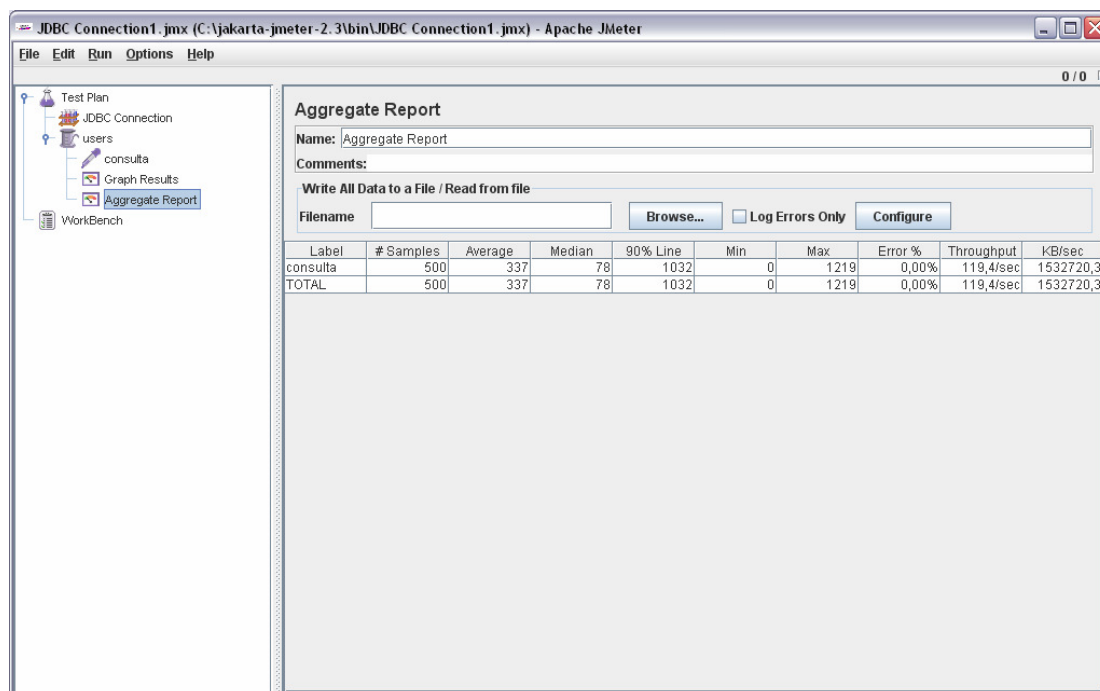 JDBC Connection1.jmx (C:\jakarta-jmeter-2.3\bin\JDBC Connection1.jmx) - Apache JMeter
File Edit Run Options Help
0 / 0
Test Plan
JDBC Connection
users
consulta
Graph Results
Aggregate Report
WorkBench
Aggregate Report
Name: Aggregate Report
Comments:
Write All Data to a File / Read from file
Filename Browse... Log Errors Only Configure
Label # Samples Average Median 90% Line Min Max Error % Throughput KB/sec
consulta 500 337 78 1032 0 1219 0,00% 119,4/sec 1532720,3
TOTAL 500 337 78 1032 0 1219 0,00% 119,4/sec 1532720,3